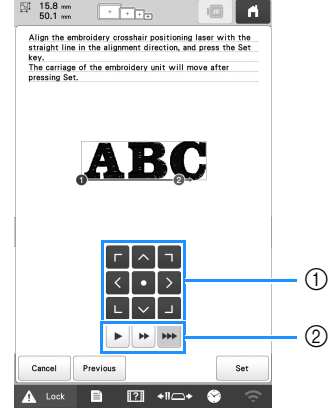 15.8 mm
50.1 mm
Align the embroidery crosshair positioning laser with the
straight line in the alignment direction, and press the Set
key.
The carriage of the embroidery unit will move after
pressing Set.
ABC
1 2
①
②
Cancel Previous Set
Lock